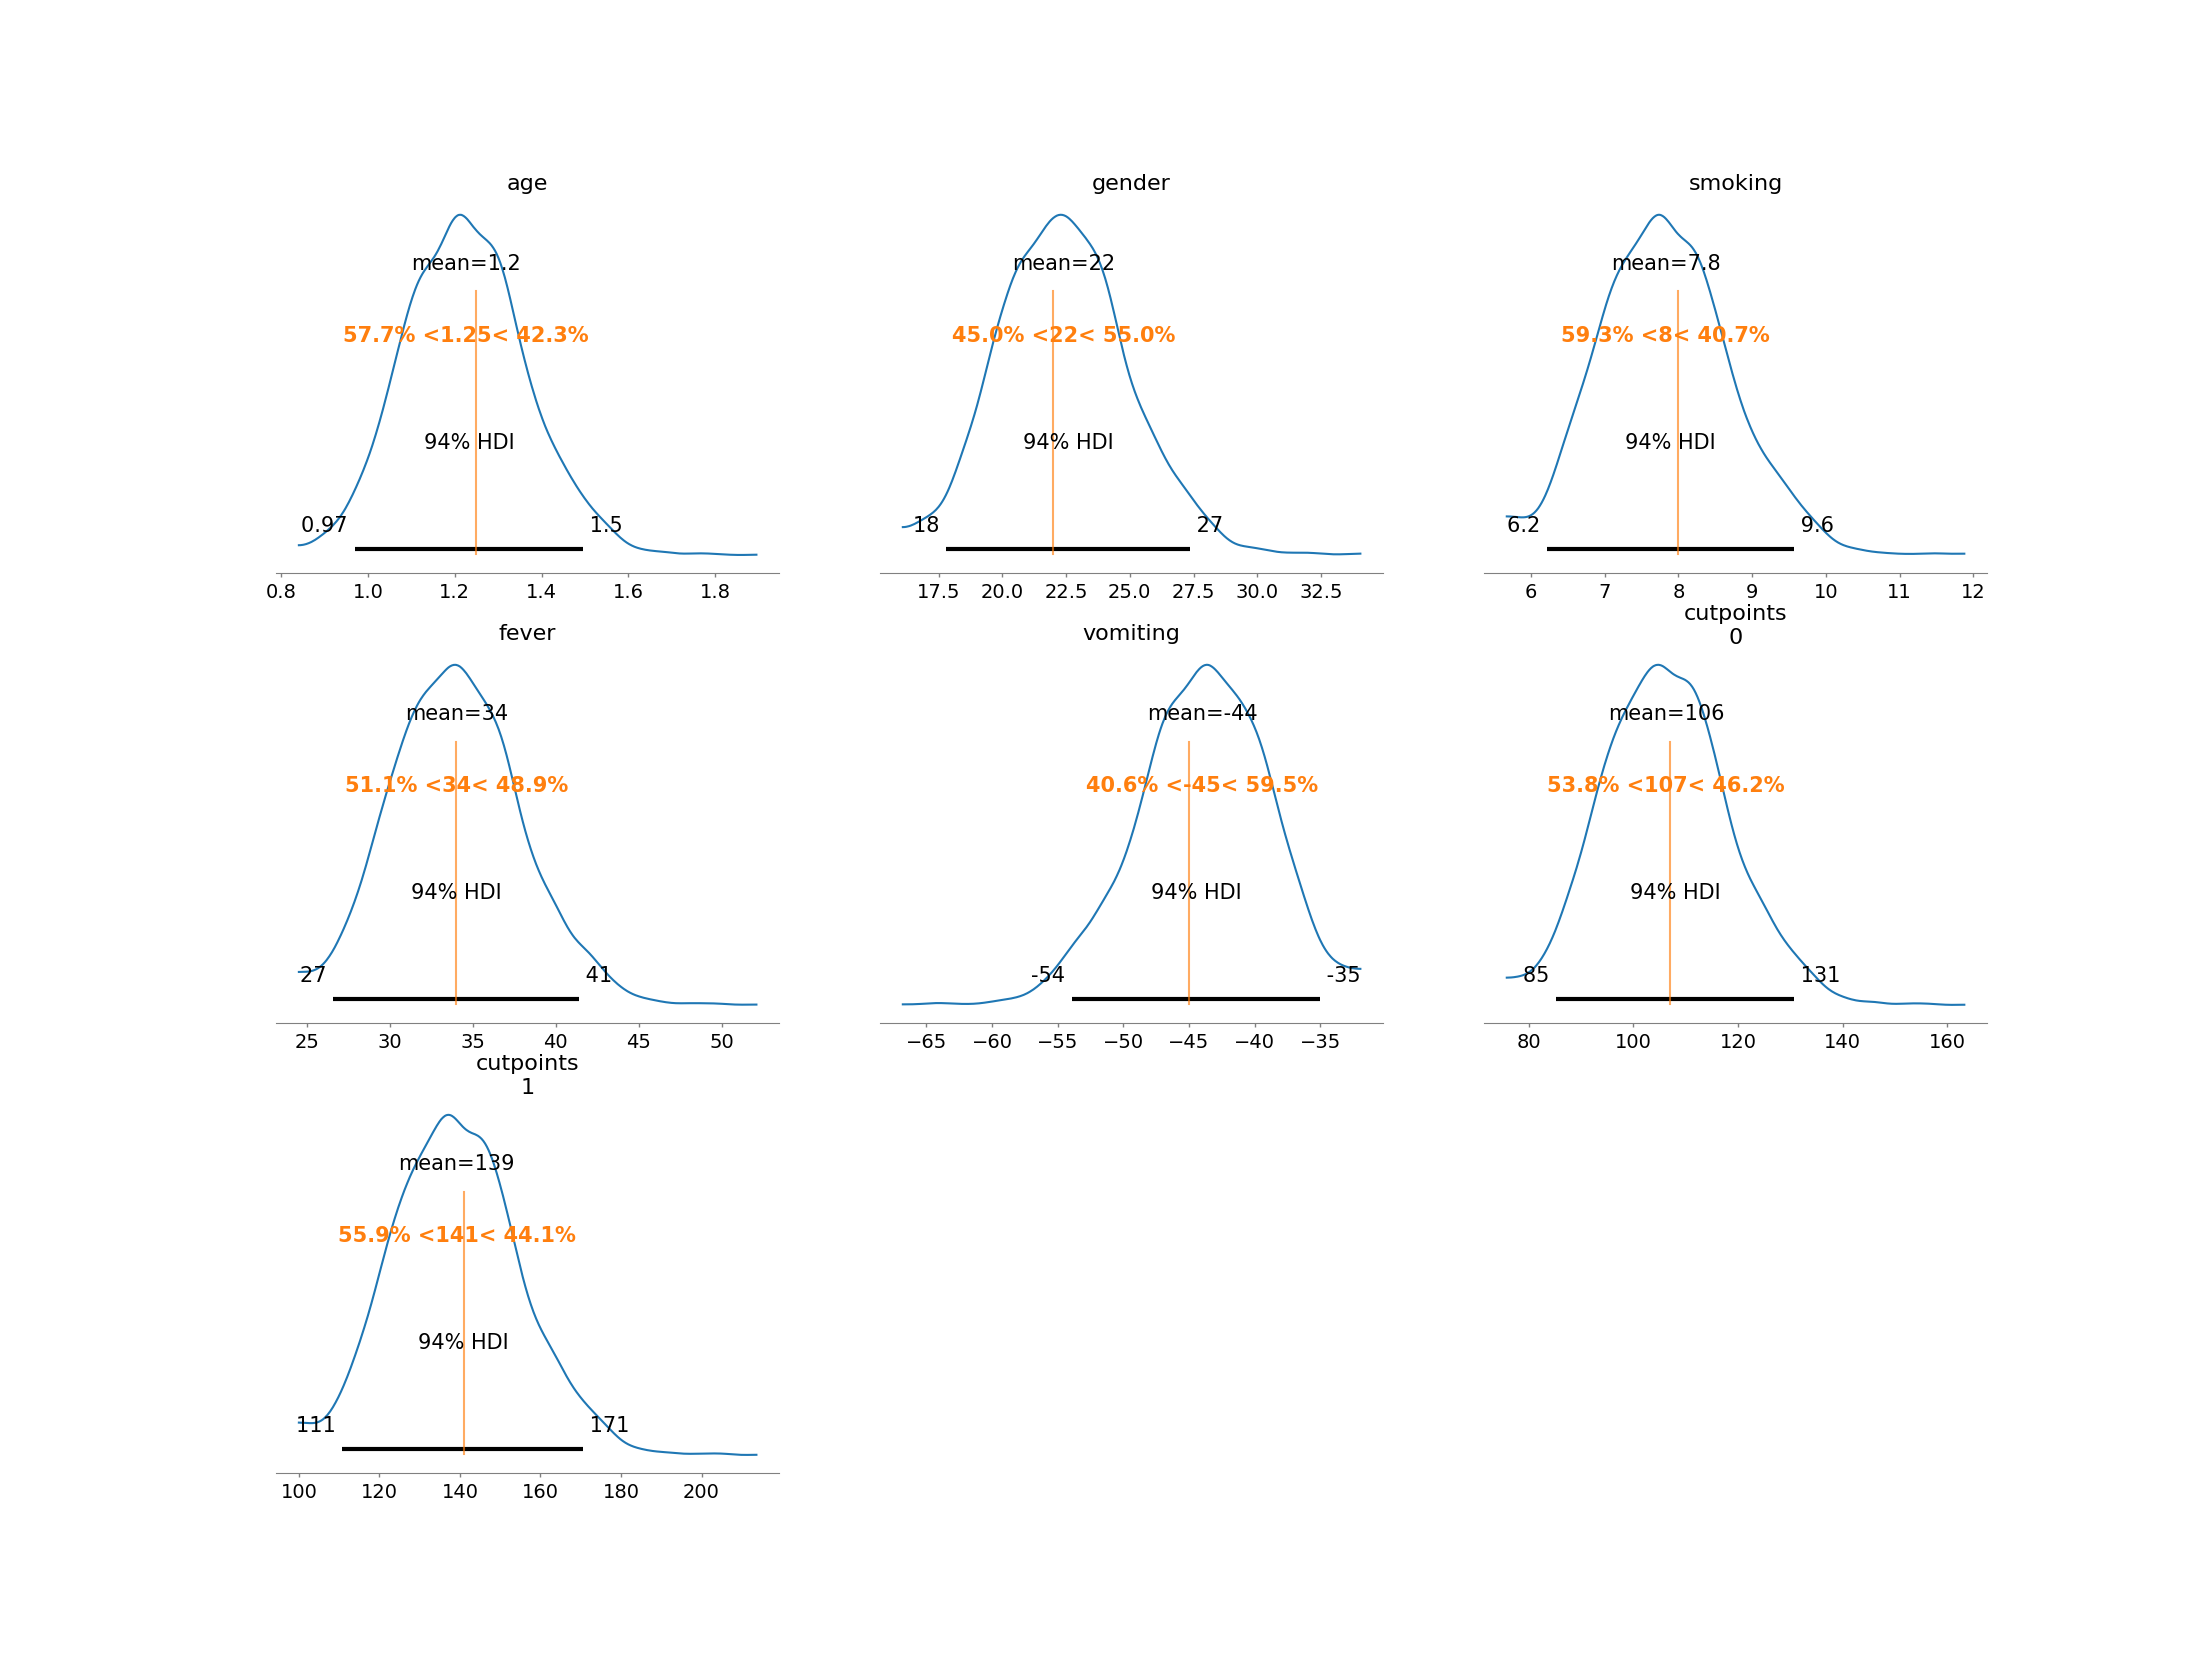 age
mean=1.2
57.7% <1.25< 42.3%
94% HDI
0.97 1.5
0.8 1.0 1.2 1.4 1.6 1.8
gender
mean=22
45.0% <22< 55.0%
94% HDI
18 27
17.5 20.0 22.5 25.0 27.5 30.0 32.5
smoking
mean=7.8
59.3% <8< 40.7%
94% HDI
6.2 9.6
6 7 8 9 10 11 12
fever
mean=34
51.1% <34< 48.9%
94% HDI
27 41
25 30 35 40 45 50
vomiting
mean=-44
40.6% <-45< 59.5%
94% HDI
-54 -35
−65 −60 −55 −50 −45 −40 −35
cutpoints
0
mean=106
53.8% <107< 46.2%
94% HDI
85 131
80 100 120 140 160
cutpoints
1
mean=139
55.9% <141< 44.1%
94% HDI
111 171
100 120 140 160 180 200